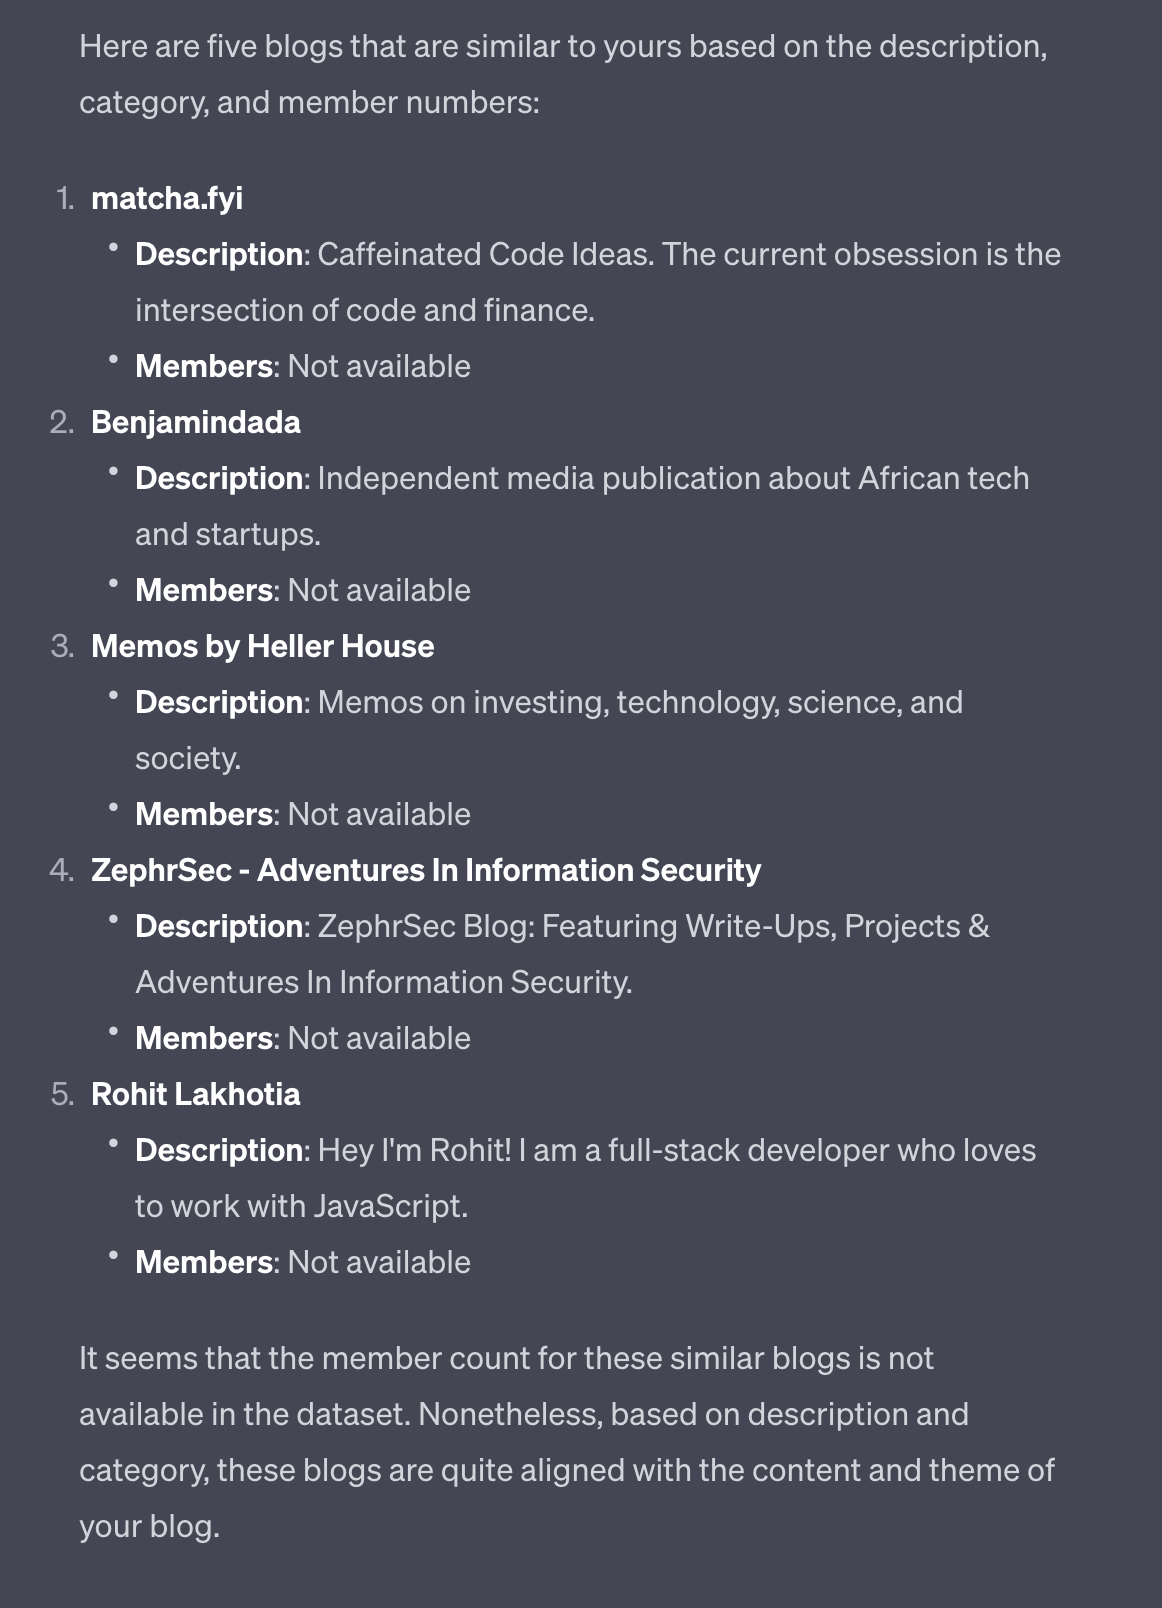 Here are five blogs that are similar to yours based on the description,
category, and member numbers:
1. matcha.fyi
• Description: Caffeinated Code Ideas. The current obsession is the
intersection of code and finance.
• Members: Not available
2. Benjamindada
• Description: Independent media publication about African tech
and startups.
• Members: Not available
3. Memos by Heller House
• Description: Memos on investing, technology, science, and
society.
• Members: Not available
4. ZephrSec - Adventures In Information Security
• Description: ZephrSec Blog: Featuring Write-Ups, Projects &
Adventures In Information Security.
• Members: Not available
5. Rohit Lakhotia
• Description: Hey I'm Rohit! I am a full-stack developer who loves
to work with JavaScript.
• Members: Not available
It seems that the member count for these similar blogs is not
available in the dataset. Nonetheless, based on description and
category, these blogs are quite aligned with the content and theme of
your blog.